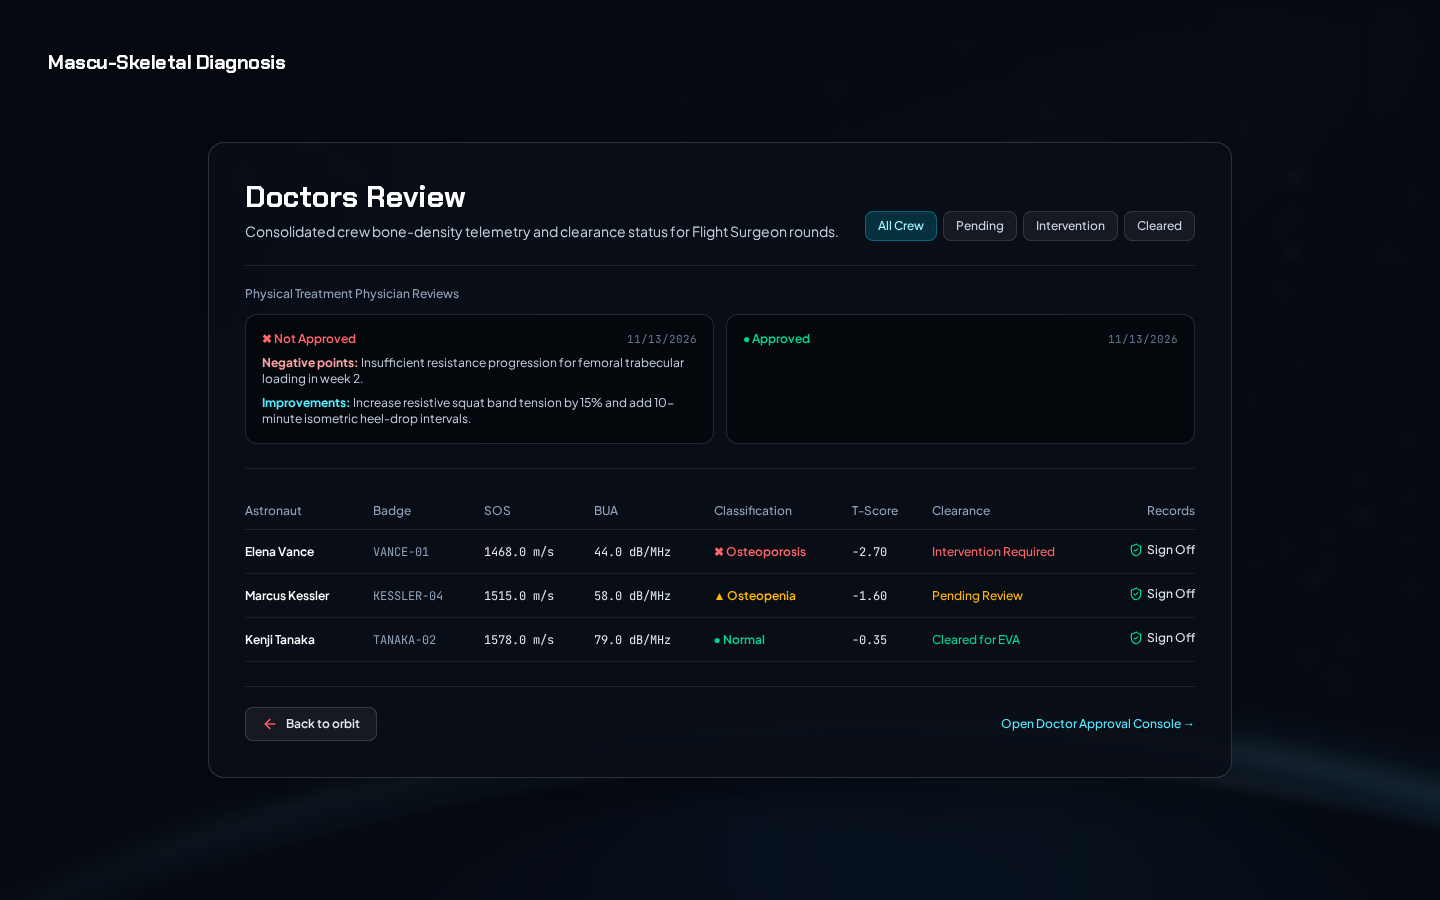 Mascu-Skeletal Diagnosis
Doctors Review
Consolidated crew bone-density telemetry and clearance status for Flight Surgeon rounds.
All Crew Pending Intervention Cleared
Physical Treatment Physician Reviews
✖ Not Approved 11/13/2026
Negative points: Insufficient resistance progression for femoral trabecular
loading in week 2.
Improvements: Increase resistive squat band tension by 15% and add 10-
minute isometric heel-drop intervals.
● Approved 11/13/2026
Astronaut Badge SOS BUA Classification T-Score Clearance Records
Elena Vance VANCE-01 1468.0 m/s 44.0 dB/MHz ✖ Osteoporosis -2.70 Intervention Required Sign Off
Marcus Kessler KESSLER-04 1515.0 m/s 58.0 dB/MHz ▲ Osteopenia -1.60 Pending Review Sign Off
Kenji Tanaka TANAKA-02 1578.0 m/s 79.0 dB/MHz ● Normal -0.35 Cleared for EVA Sign Off
← Back to orbit
Open Doctor Approval Console →